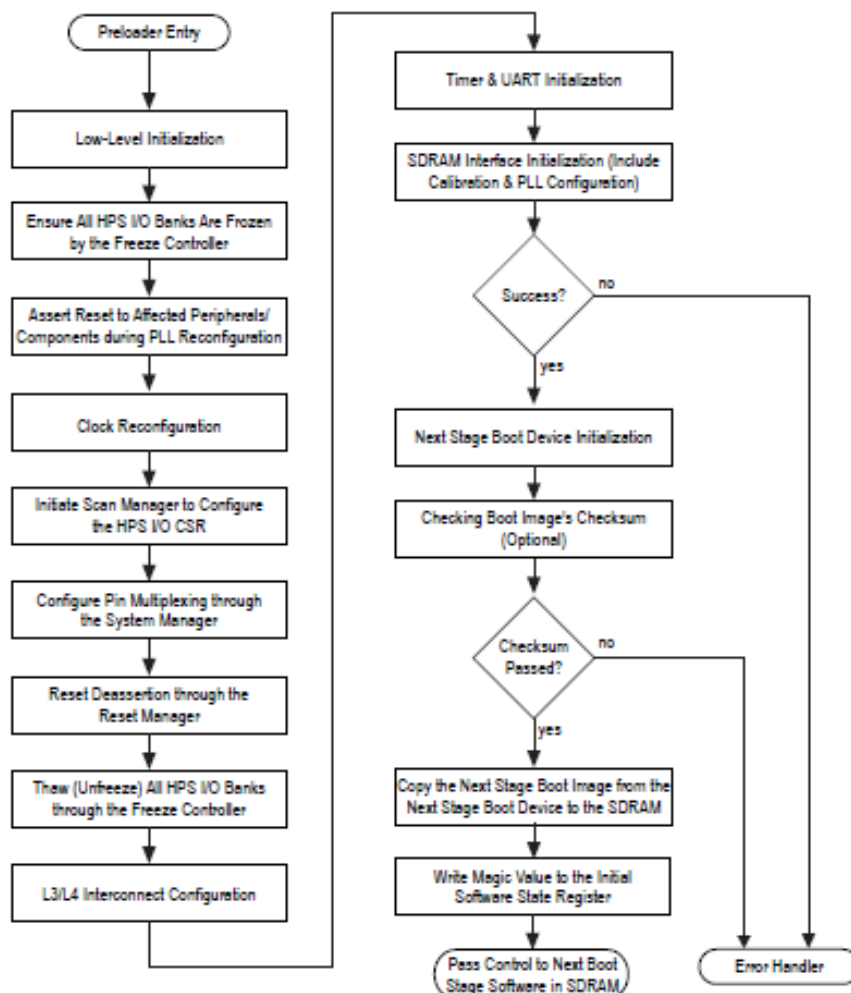 Preloader Entry
Low-Level Initialization
Ensure All HPS I/O Banks Are Frozen
by the Freeze Controller
Assert Reset to Affected Peripherals/
Components during PLL Reconfiguration
Clock Reconfiguration
Initiate Scan Manager to Configure
the HPS I/O CSR
Configure Pin Multiplexing through
the System Manager
Reset Deassertion through the
Reset Manager
Thaw (Unfreeze) All HPS I/O Banks
through the Freeze Controller
L3/L4 Interconnect Configuration
Timer & UART Initialization
SDRAM Interface Initialization (Include
Calibration & PLL Configuration)
Success?
no
yes
Next Stage Boot Device Initialization
Checking Boot Image's Checksum
(Optional)
Checksum
Passed?
no
yes
Copy the Next Stage Boot Image from the
Next Stage Boot Device to the SDRAM
Write Magic Value to the Initial
Software State Register
Pass Control to Next Boot
Stage Software in SDRAM
Error Handler